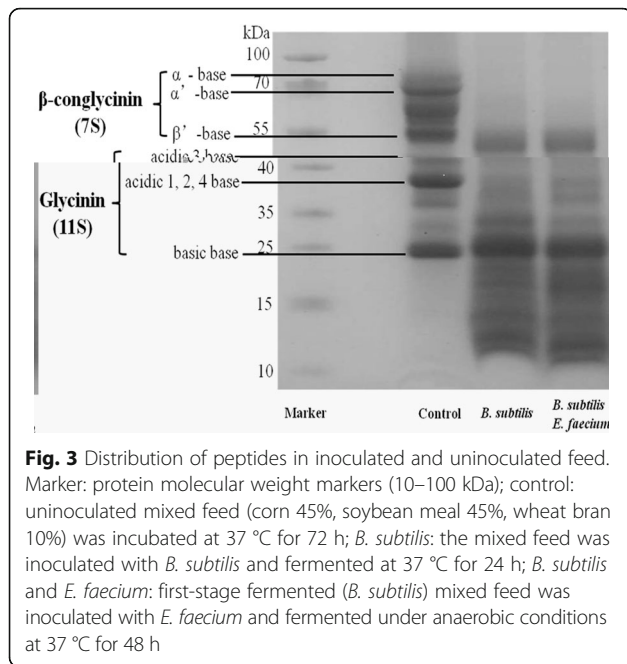 kDa
100
α - base
70
α' -base
β-conglycinin
(7S)
β' -base
55
acidic 3 base
40
acidic 1, 2, 4 base
Glycinin
(11S)
35
basic base
25
15
10
Marker Control B. subtilis B. subtilis
E. faecium
Fig. 3 Distribution of peptides in inoculated and uninoculated feed.
Marker: protein molecular weight markers (10–100 kDa); control:
uninoculated mixed feed (corn 45%, soybean meal 45%, wheat bran
10%) was incubated at 37 °C for 72 h; B. subtilis: the mixed feed was
inoculated with B. subtilis and fermented at 37 °C for 24 h; B. subtilis
and E. faecium: first-stage fermented (B. subtilis) mixed feed was
inoculated with E. faecium and fermented under anaerobic conditions
at 37 °C for 48 h